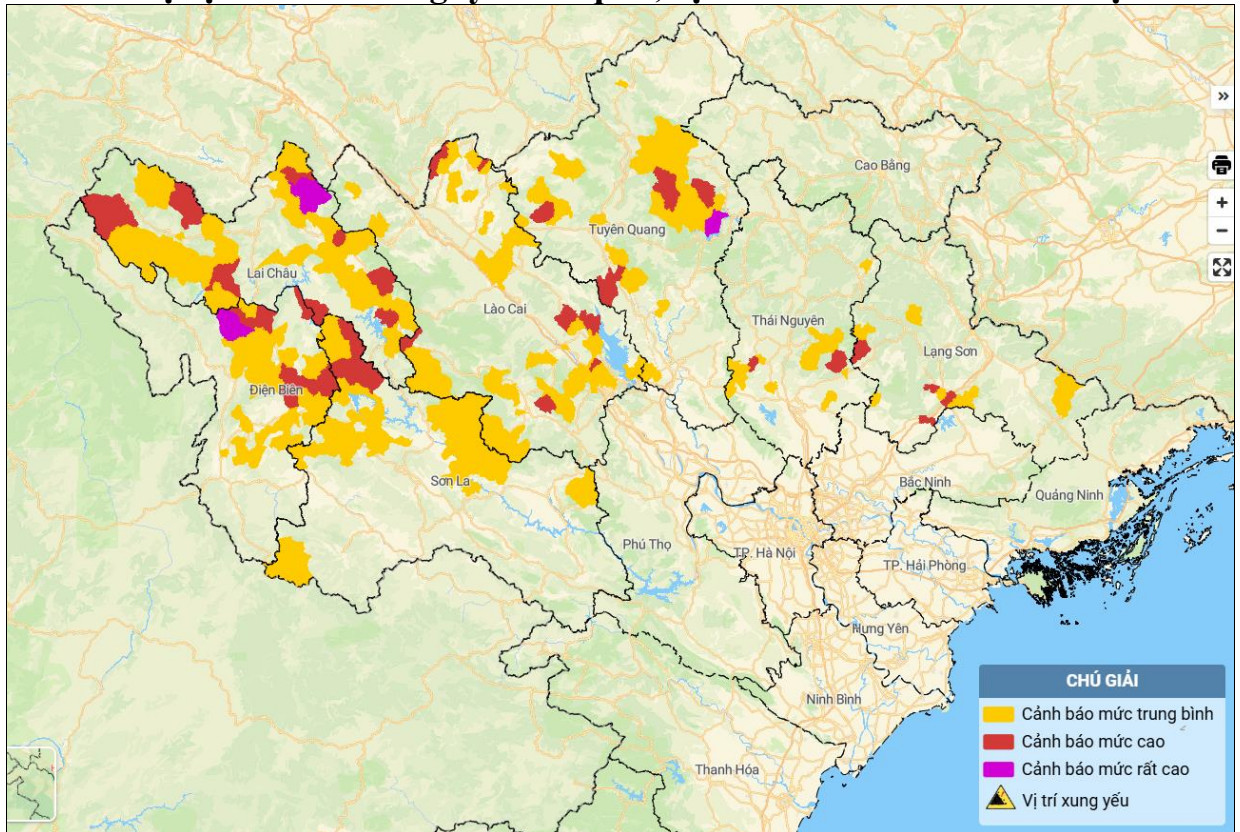 »
Cao Bằng
+
−
Tuyên Quang
Lai Châu
Lào Cai
Thái Nguyên
Lạng Sơn
Điện Biên
Sơn La
Bắc Ninh
Quảng Ninh
Phú Thọ
TP. Hà Nội
TP. Hải Phòng
Hưng Yên
Ninh Bình
Thanh Hóa
CHÚ GIẢI
Cảnh báo mức trung bình
Cảnh báo mức cao
Cảnh báo mức rất cao
Vị trí xung yếu